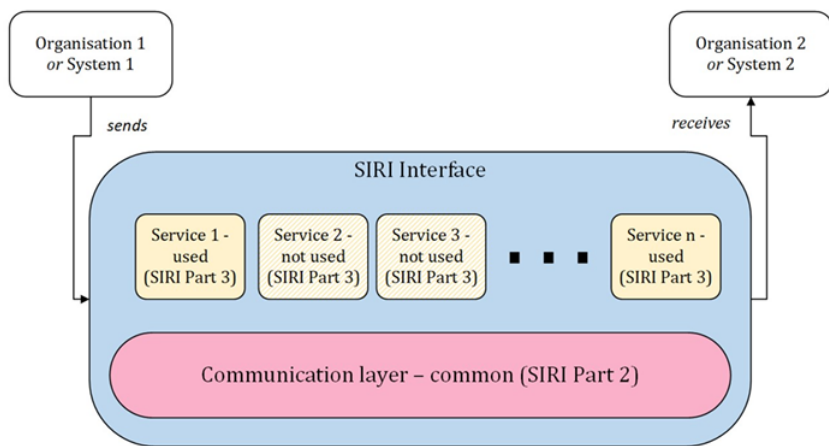 Organisation 1
or System 1
Organisation 2
or System 2
sends
receives
SIRI Interface
Service 1 -
used
(SIRI Part 3)
Service 2 -
not used
(SIRI Part 3)
Service 3 -
not used
(SIRI Part 3)
Service n -
used
(SIRI Part 3)
Communication layer – common (SIRI Part 2)